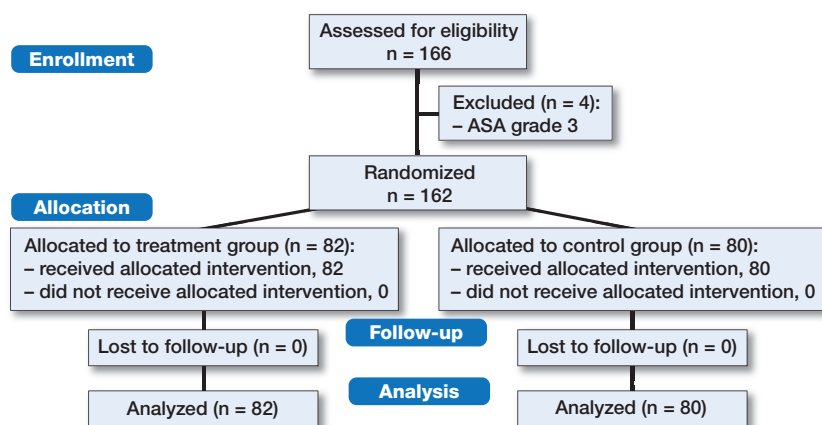 Assessed for eligibility
n = 166
Enrollment
Excluded (n = 4):
– ASA grade 3
Randomized
n = 162
Allocation
Allocated to treatment group (n = 82):
– received allocated intervention, 82
– did not receive allocated intervention, 0
Allocated to control group (n = 80):
– received allocated intervention, 80
– did not receive allocated intervention, 0
Follow-up
Lost to follow-up (n = 0)
Lost to follow-up (n = 0)
Analysis
Analyzed (n = 82)
Analyzed (n = 80)